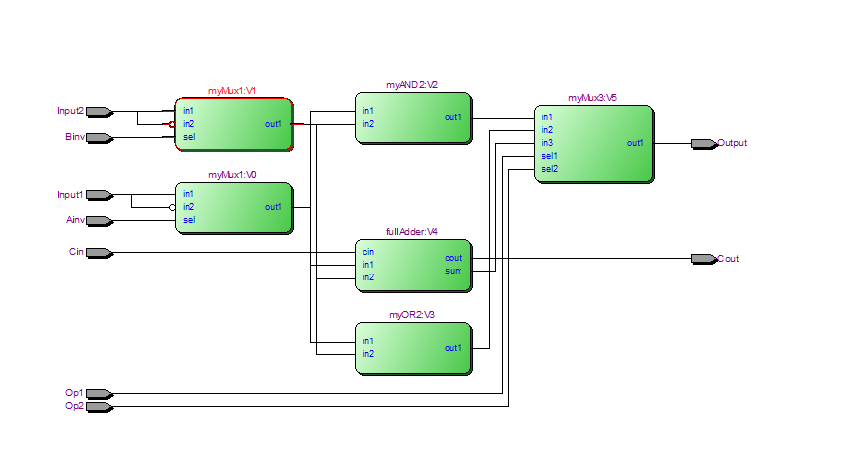 myMux1:V1
Input2
Binv
in1
in2
sel
out1
myMux1:V0
Input1
Ainv
in1
in2
sel
out1
Cin
myAND2:V2
in1
in2
out1
fullAdder:V4
cin
in1
in2
cout
sum
myOR2:V3
in1
in2
out1
myMux3:V5
in1
in2
in3
sel1
sel2
out1
Output
Cout
Op1
Op2